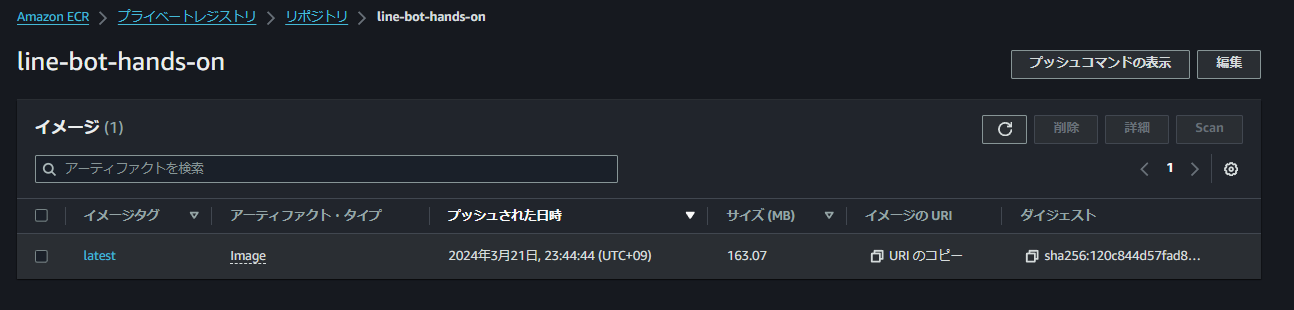 Amazon ECR > プライベートレジストリ > リポジトリ > line-bot-hands-on
line-bot-hands-on
プッシュコマンドの表示 編集
イメージ (1)
削除 詳細 Scan
アーティファクトを検索
1
イメージタグ アーティファクト・タイプ プッシュされた日時 サイズ (MB) イメージの URI ダイジェスト
latest Image 2024年3月21日, 23:44:44 (UTC+09) 163.07 URI のコピー sha256:120c844d57fad8...